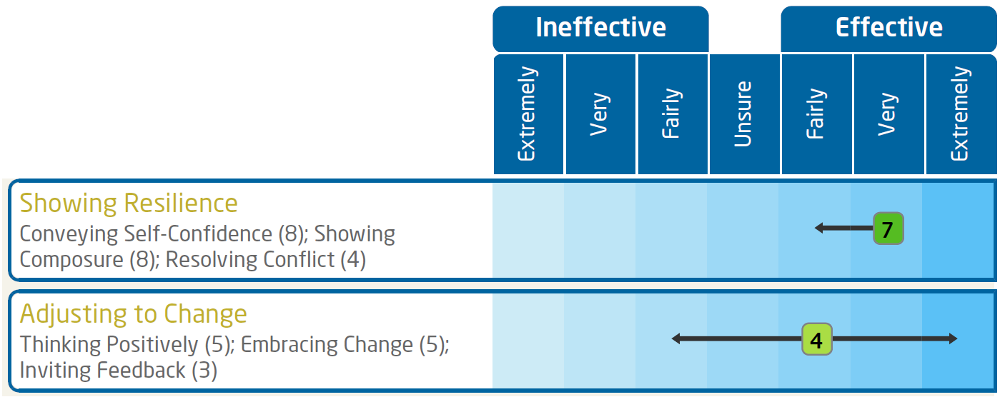 Ineffective
Effective
Extremely
Very
Fairly
Unsure
Fairly
Very
Extremely
Showing Resilience
Conveying Self-Confidence (8); Showing
Composure (8); Resolving Conflict (4)
7
Adjusting to Change
Thinking Positively (5); Embracing Change (5);
Inviting Feedback (3)
4